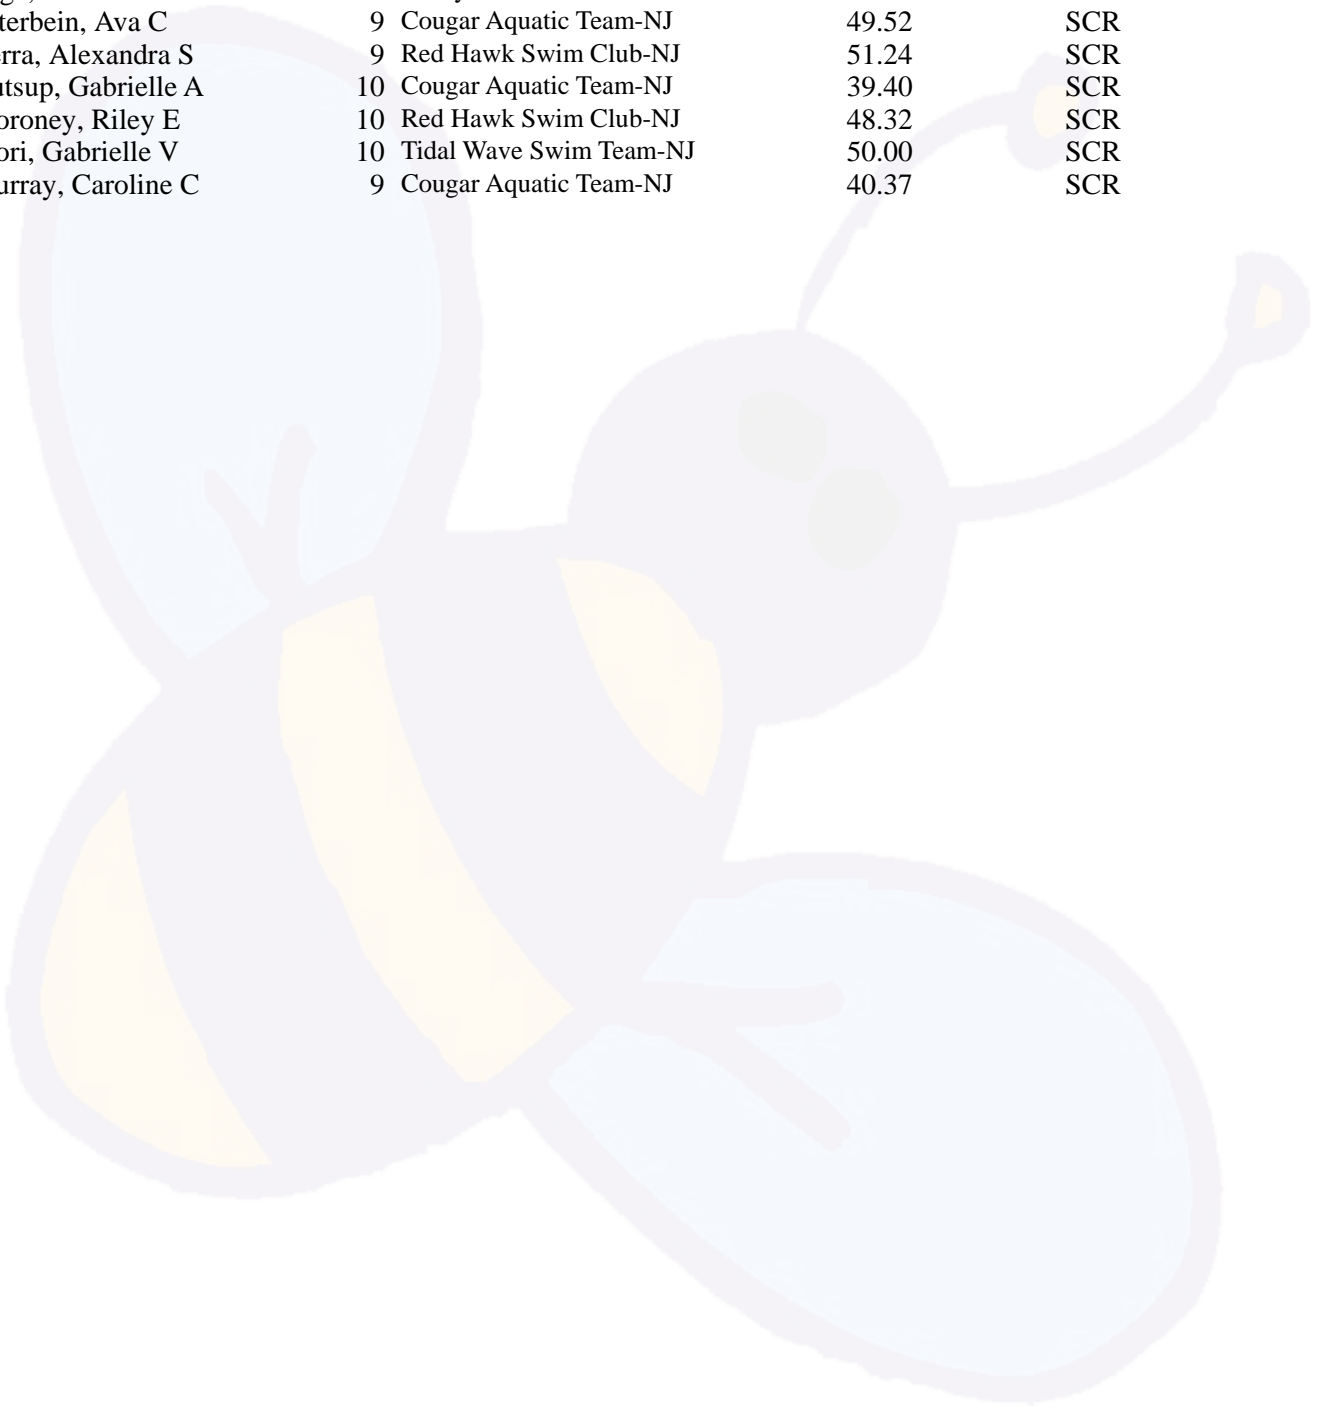 terbein, Ava C 9 Cougar Aquatic Team-NJ 49.52 SCR
erra, Alexandra S 9 Red Hawk Swim Club-NJ 51.24 SCR
utsup, Gabrielle A 10 Cougar Aquatic Team-NJ 39.40 SCR
oroney, Riley E 10 Red Hawk Swim Club-NJ 48.32 SCR
ori, Gabrielle V 10 Tidal Wave Swim Team-NJ 50.00 SCR
urray, Caroline C 9 Cougar Aquatic Team-NJ 40.37 SCR